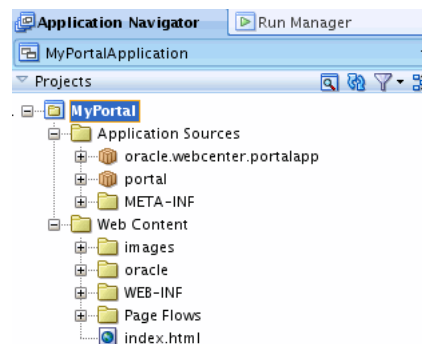 Application Navigator Run Manager
MyPortalApplication
Projects
MyPortal
Application Sources
oracle.webcenter.portalapp
portal
META-INF
Web Content
images
oracle
WEB-INF
Page Flows
index.html